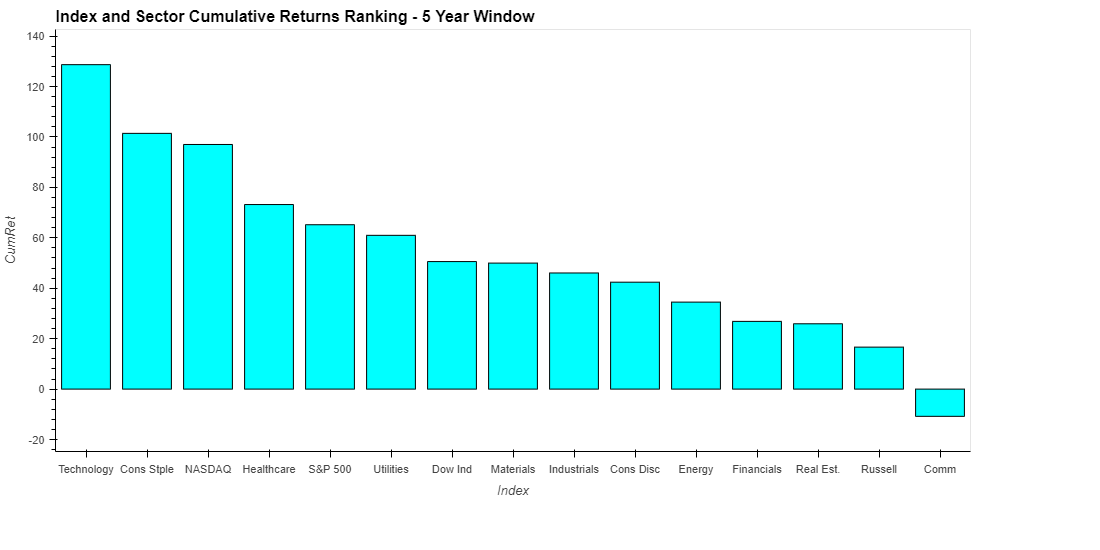 Index and Sector Cumulative Returns Ranking - 5 Year Window
140
120
100
80
60
40
20
0
-20
CumRet
Technology Cons Stple NASDAQ Healthcare S&P 500 Utilities Dow Ind Materials Industrials Cons Disc Energy Financials Real Est. Russell Comm
Index